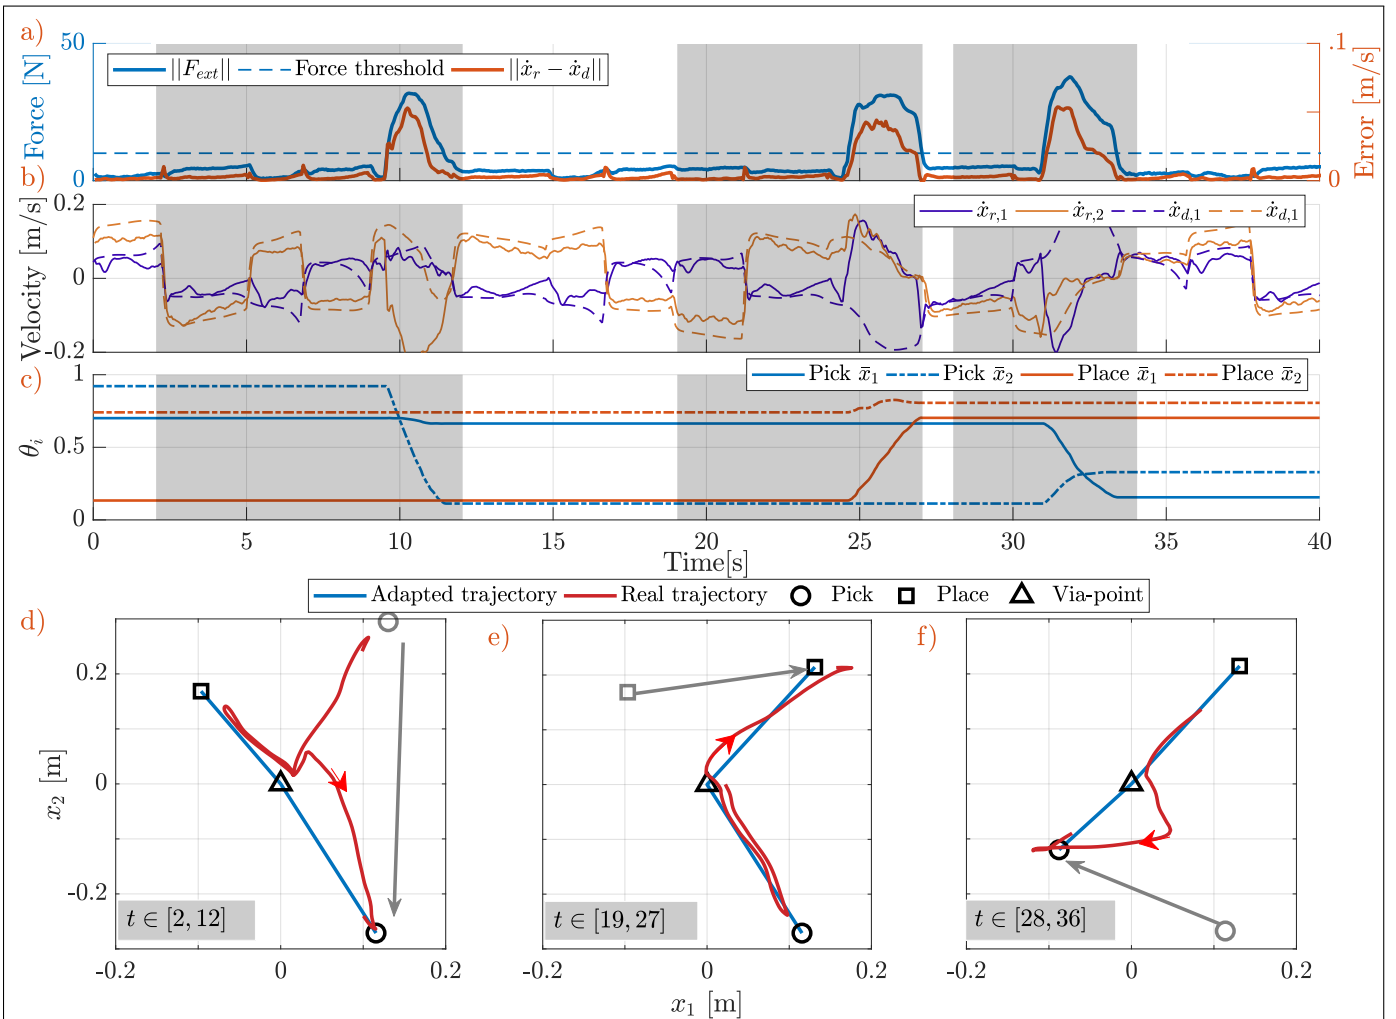 a)
50
.1
||F_ext|| Force threshold ||ẋ_r − ẋ_d||
Force [N]
Error [m/s]
0
0
b)
0.2
ẋ_r,1 ẋ_r,2 ẋ_d,1 ẋ_d,1
Velocity [m/s]
0
-0.2
c)
1
Pick x̄_1 Pick x̄_2 Place x̄_1 Place x̄_2
θ_i
0.5
0
0 5 10 15 20 25 30 35 40
Time[s]
Adapted trajectory Real trajectory Pick Place Via-point
d)
e)
f)
0.2
x_2 [m]
0
-0.2
t ∈ [2, 12]
t ∈ [19, 27]
t ∈ [28, 36]
-0.2 0 0.2
-0.2 0 0.2
-0.2 0 0.2
x_1 [m]